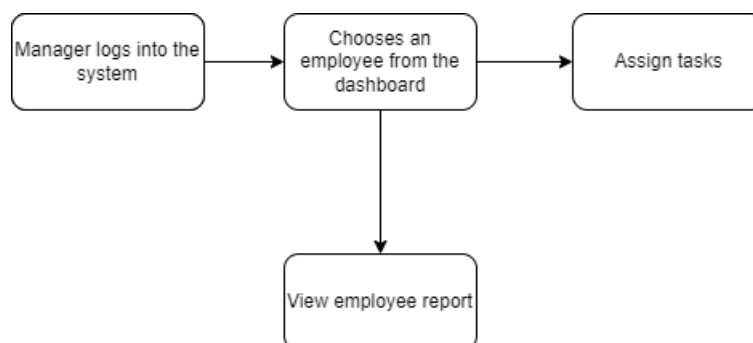 Manager logs into the
system
Chooses an
employee from the
dashboard
Assign tasks
View employee report